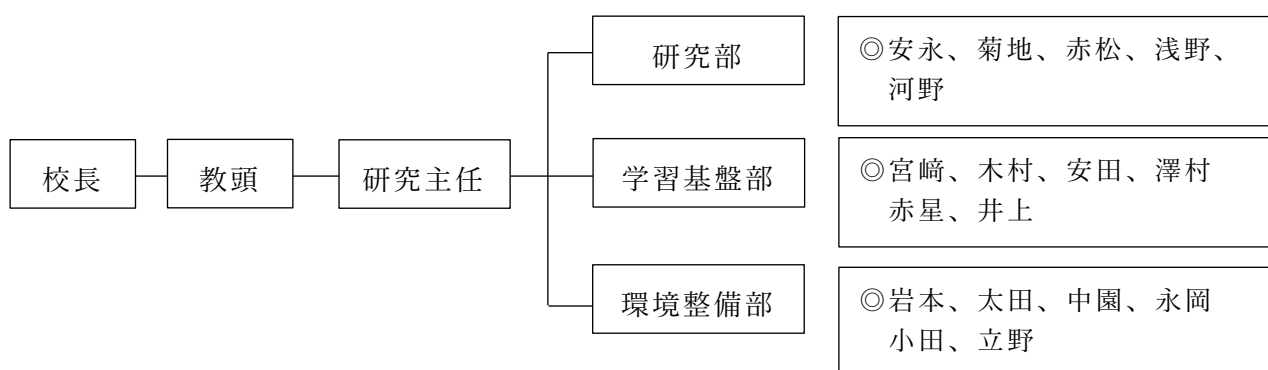 研究部
◎安永、菊地、赤松、浅野、
河野
校長
教頭
研究主任
学習基盤部
◎宮﨑、木村、安田、澤村
赤星、井上
環境整備部
◎岩本、太田、中園、永岡
小田、立野